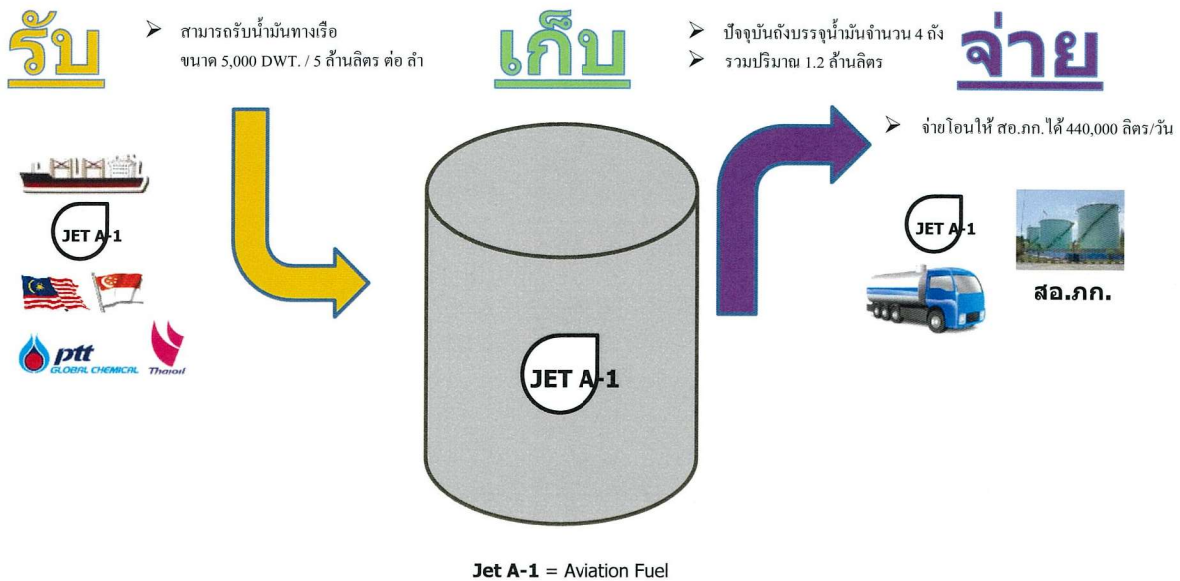 รับ
➢ สามารถรับน้ำมันทางเรือ
ขนาด 5,000 DWT. / 5 ล้านลิตร ต่อ ลำ
เก็บ
➢ ปัจจุบันถังบรรจุน้ำมันจำนวน 4 ถัง
➢ รวมปริมาณ 1.2 ล้านลิตร
จ่าย
➢ จ่ายโอนให้ สอ.ภก.ได้ 440,000 ลิตร/วัน
JET A-1
ptt
GLOBAL CHEMICAL
Thaioil
JET A-1
JET A-1
สอ.ภก.
Jet A-1 = Aviation Fuel